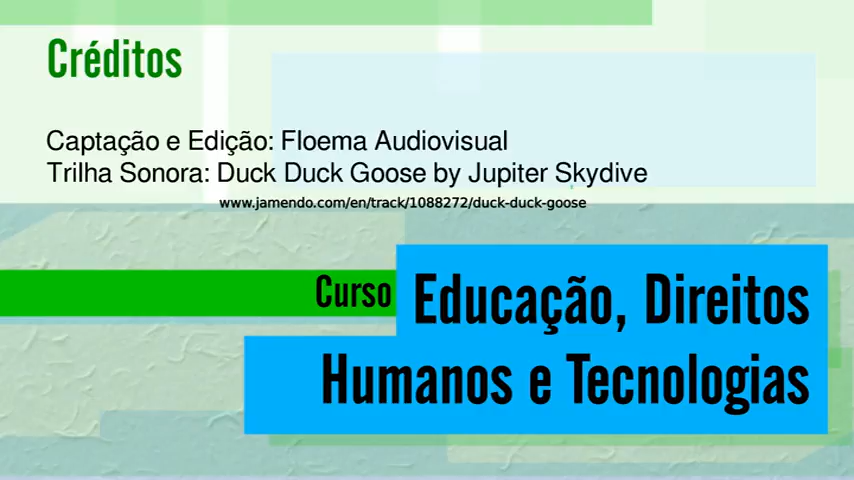 Créditos
Captação e Edição: Floema Audiovisual
Trilha Sonora: Duck Duck Goose by Jupiter Skydive
www.jamendo.com/en/track/1088272/duck-duck-goose
Curso Educação, Direitos
Humanos e Tecnologias